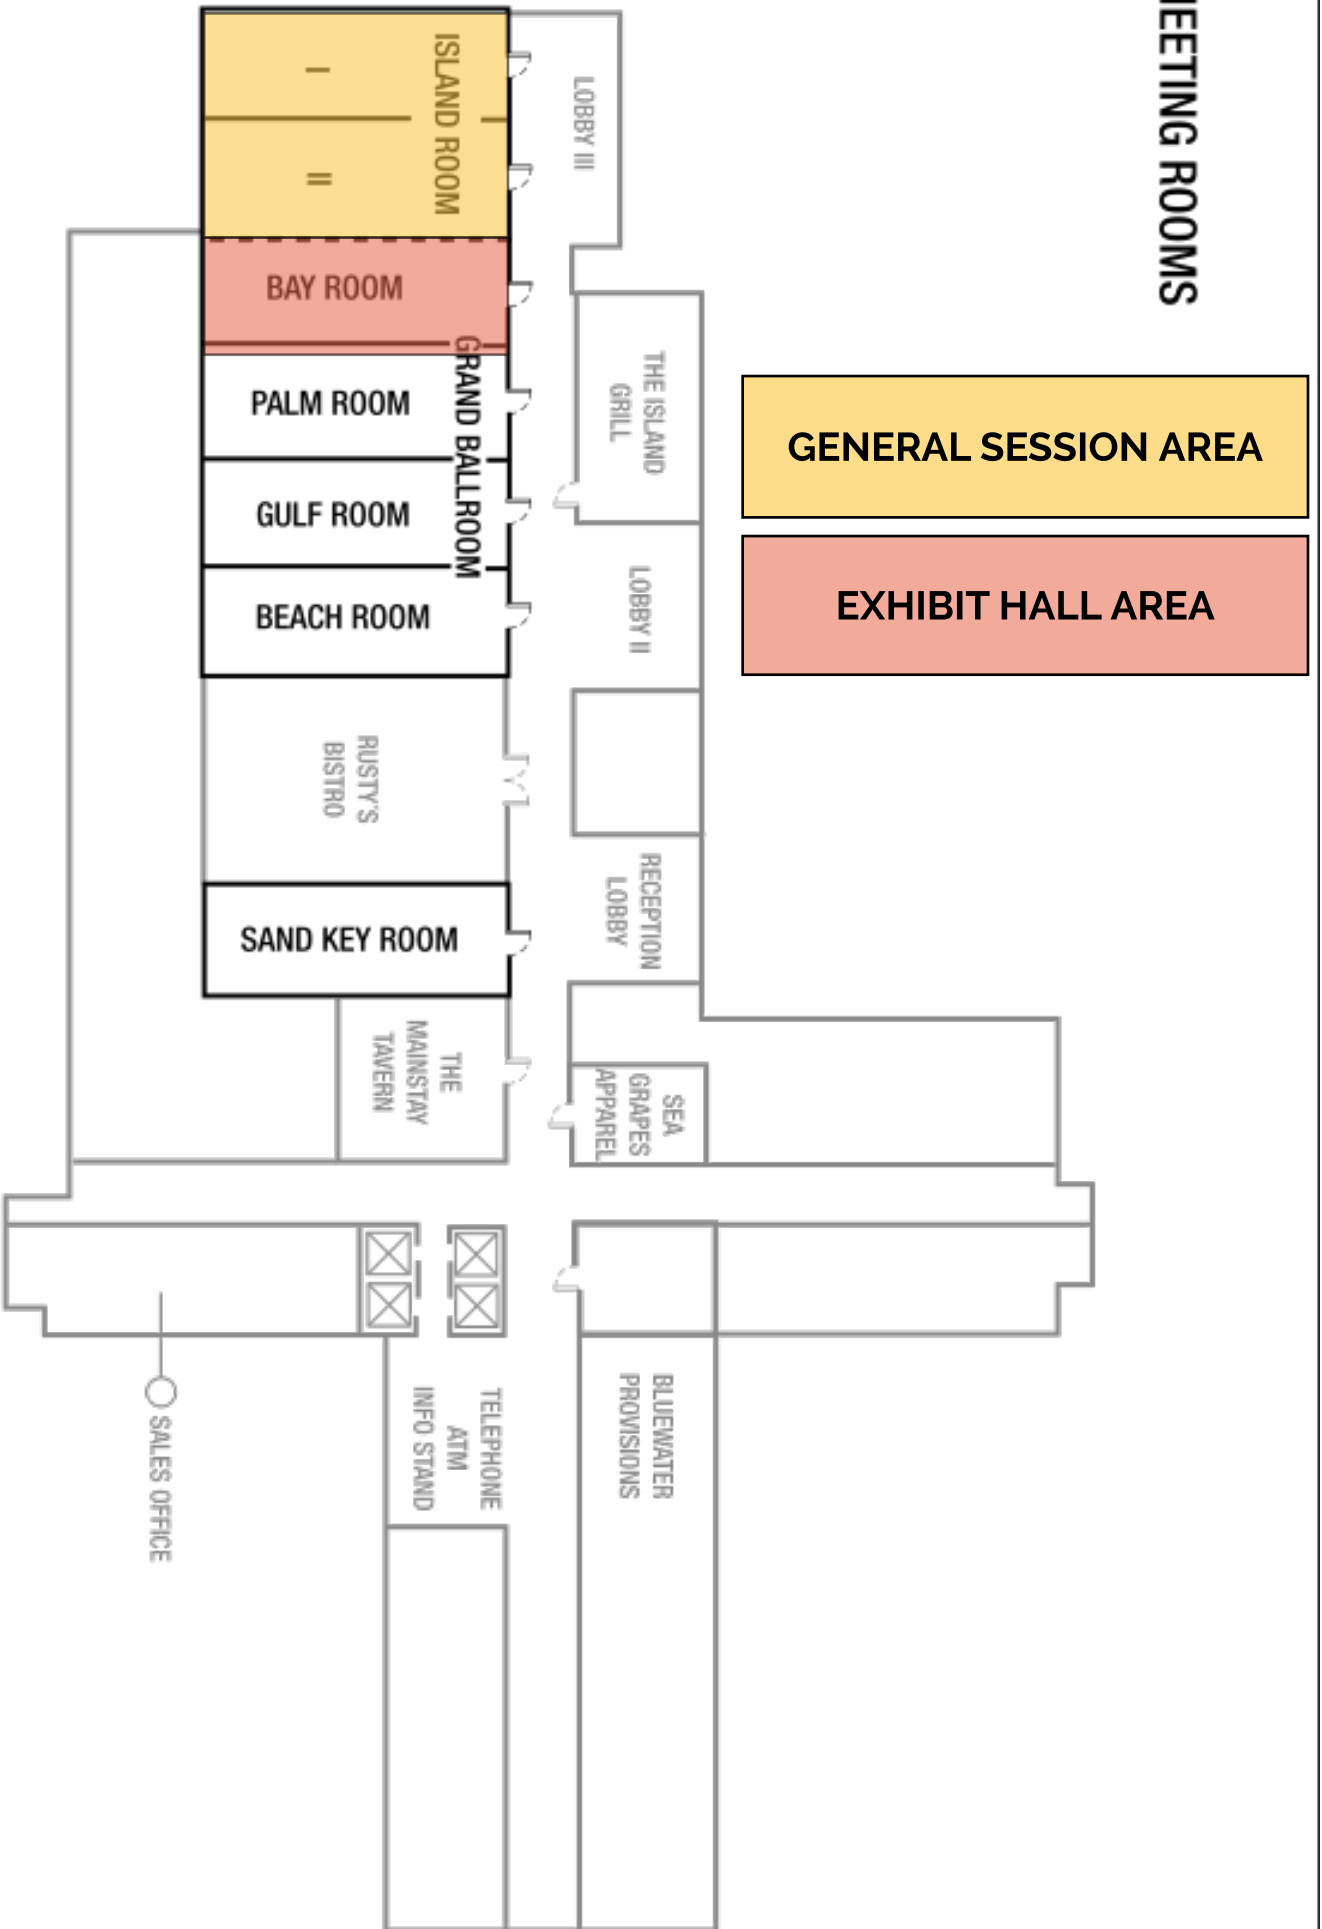 EETING ROOMS
ISLAND ROOM
I
II
LOBBY III
BAY ROOM
GRAND BALLROOM
PALM ROOM
GULF ROOM
BEACH ROOM
THE ISLAND
GRILL
LOBBY II
GENERAL SESSION AREA
EXHIBIT HALL AREA
RUSTY'S
BISTRO
RECEPTION
LOBBY
SAND KEY ROOM
THE
MAINSTAY
TAVERN
SEA
GRAPES
APPAREL
TELEPHONE
ATM
INFO STAND
BLUEWATER
PROVISIONS
SALES OFFICE